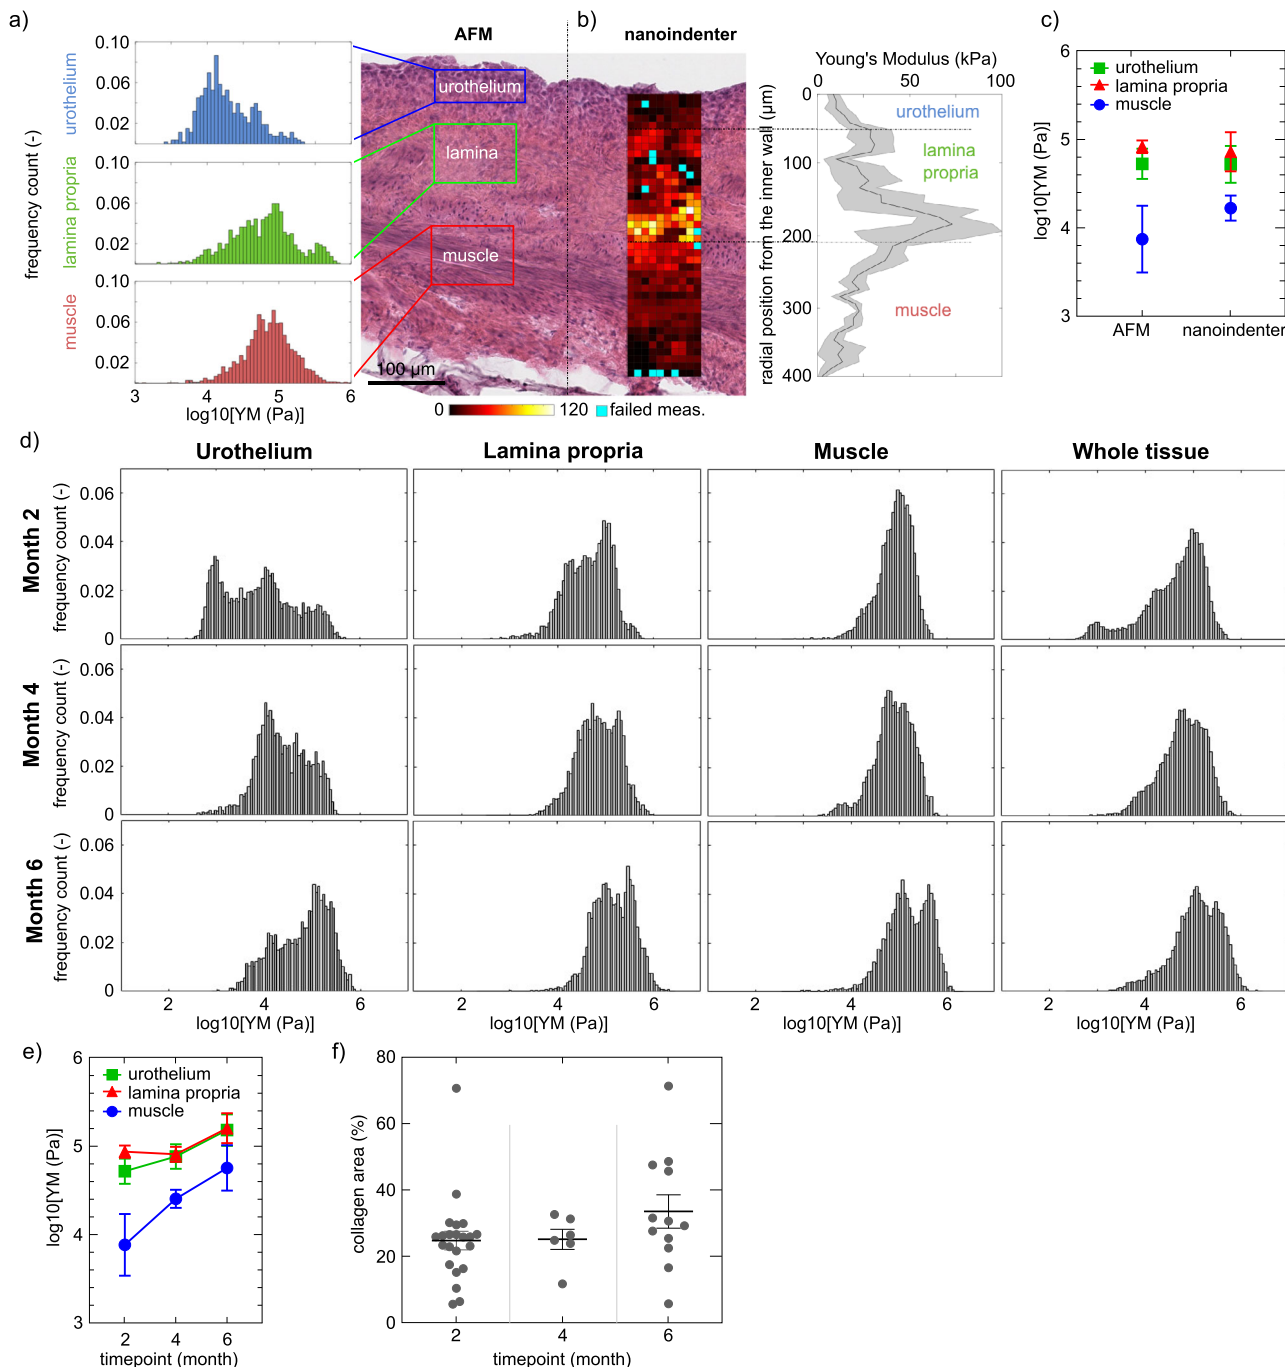 a)
AFM
b)
nanoindenter
c)
0.10
0.06
0.02
urothelium
0.10
0.06
0.02
lamina propria
0.10
0.06
0.02
muscle
frequency count (-)
3 4 5 6
log10[YM (Pa)]
urothelium
lamina
muscle
100 µm
0 120 failed meas.
Young's Modulus (kPa)
0 50 100
0
100
200
300
400
radial position from the inner wall (µm)
urothelium
lamina
propria
muscle
6
5
4
3
log10[YM (Pa)]
urothelium
lamina propria
muscle
AFM nanoindenter
d)
Urothelium Lamina propria Muscle Whole tissue
Month 2
frequency count (-)
0.06
0.04
0.02
0
Month 4
frequency count (-)
0.06
0.04
0.02
0
Month 6
frequency count (-)
0.06
0.04
0.02
0
2 4 6 2 4 6 2 4 6 2 4 6
log10[YM (Pa)] log10[YM (Pa)] log10[YM (Pa)] log10[YM (Pa)]
e)
6
5
4
3
log10[YM (Pa)]
urothelium
lamina propria
muscle
2 4 6
timepoint (month)
f)
80
60
40
20
0
collagen area (%)
2 4 6
timepoint (month)